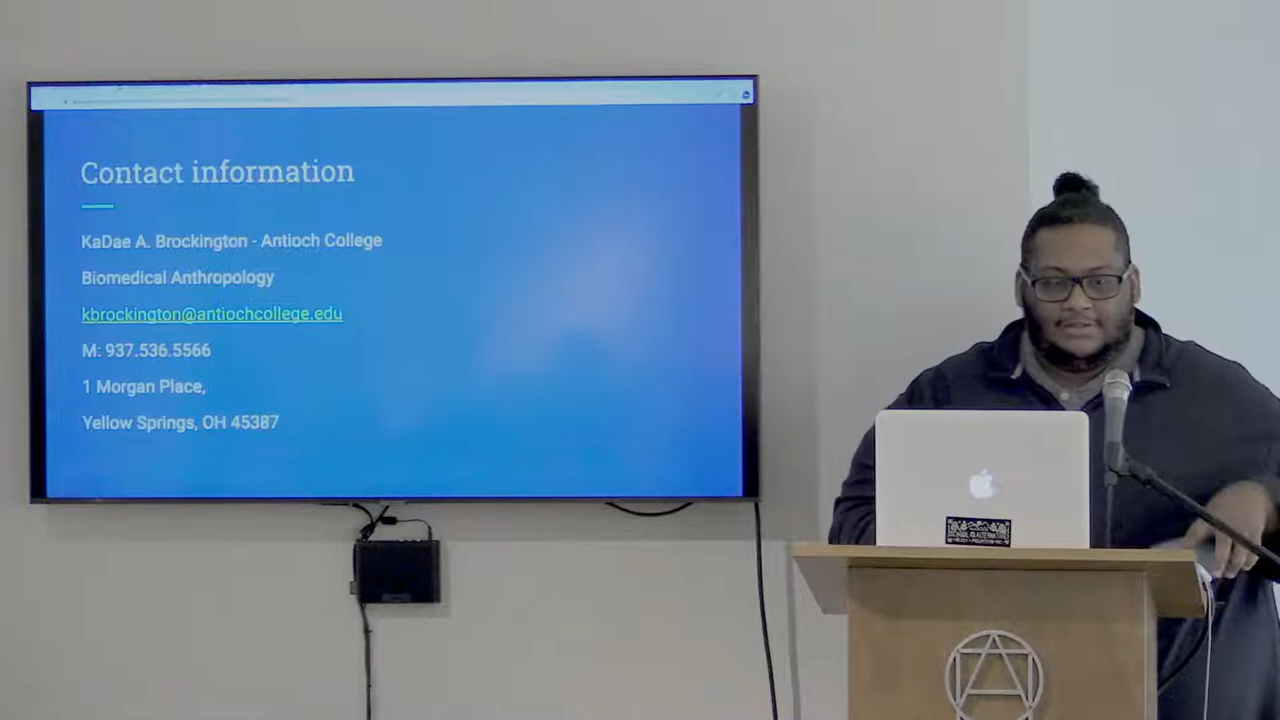 Contact information
KaDae A. Brockington - Antioch College
Biomedical Anthropology
kbrockington@antiochcollege.edu
M: 937.536.5566
1 Morgan Place,
Yellow Springs, OH 45387